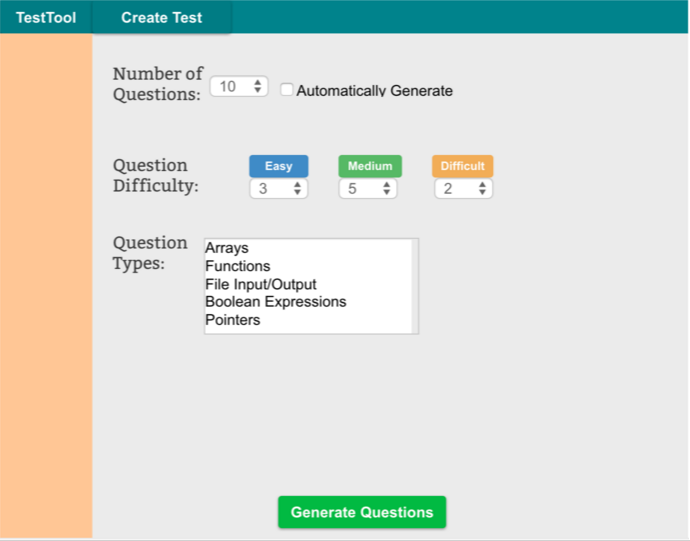 TestTool Create Test
Number of
Questions: 10 Automatically Generate
Question Easy Medium Difficult
Difficulty: 3 5 2
Question
Types:
Arrays
Functions
File Input/Output
Boolean Expressions
Pointers
Generate Questions